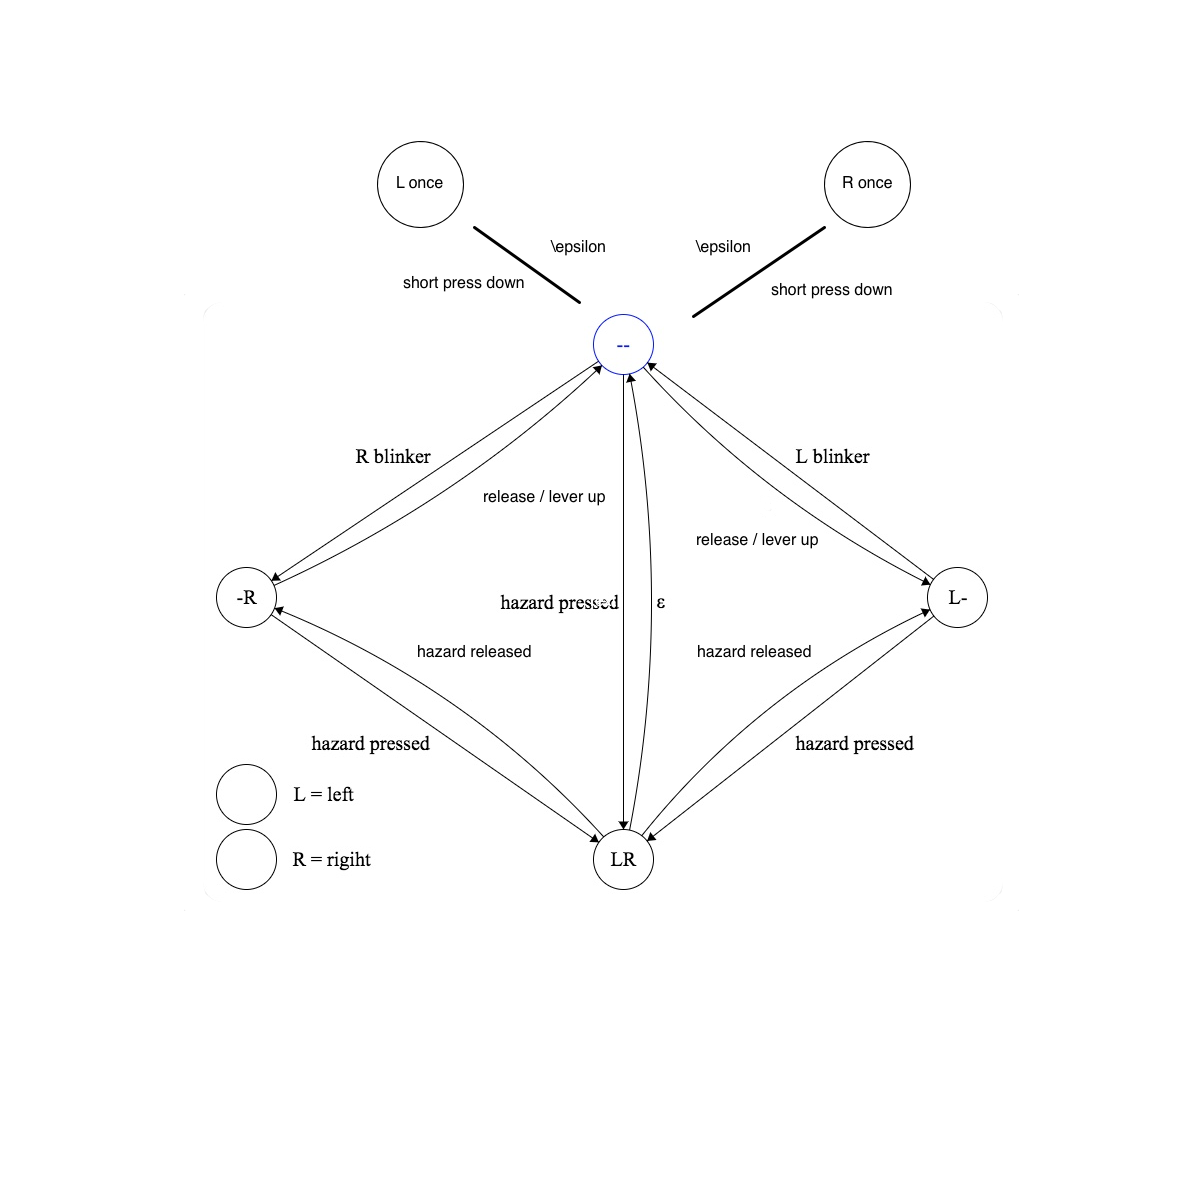 L once
R once
\epsilon
\epsilon
short press down
short press down
--
R blinker
L blinker
release / lever up
release / lever up
-R
hazard pressed
ε
L-
hazard released
hazard released
hazard pressed
hazard pressed
L = left
R = rigiht
LR